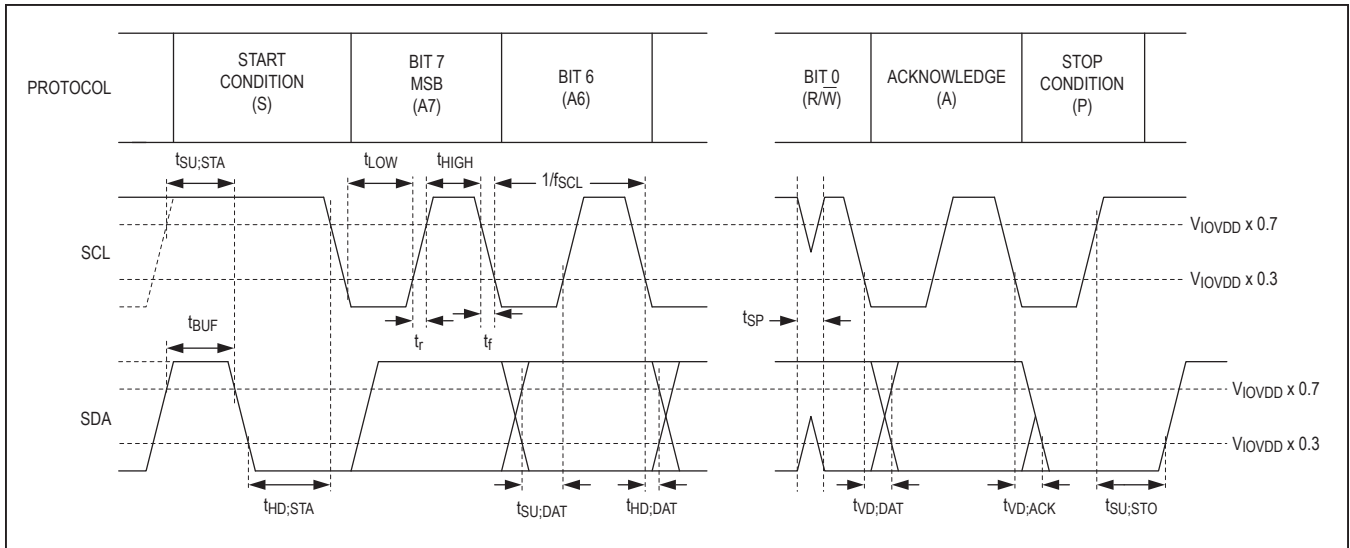 PROTOCOL
START
CONDITION
(S)
BIT 7
MSB
(A7)
BIT 6
(A6)
BIT 0
(R/W̅)
ACKNOWLEDGE
(A)
STOP
CONDITION
(P)
tSU;STA
tLOW
tHIGH
1/fSCL
SCL
VIOVDD x 0.7
VIOVDD x 0.3
tBUF
tr
tf
tSP
SDA
VIOVDD x 0.7
VIOVDD x 0.3
tHD;STA
tSU;DAT
tHD;DAT
tVD;DAT
tVD;ACK
tSU;STO